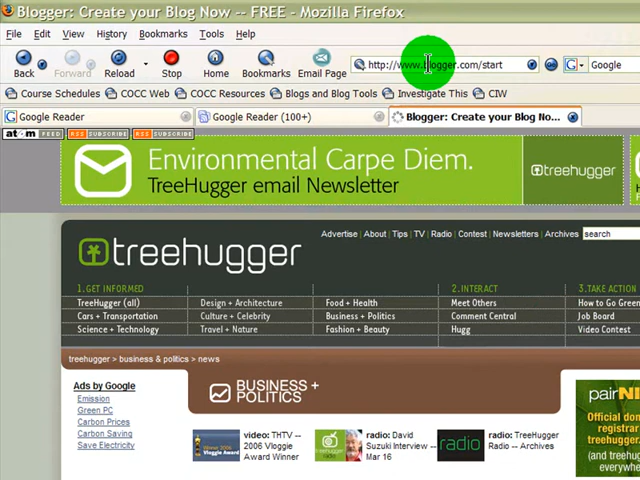 Blogger: Create your Blog Now -- FREE - Mozilla Firefox
File Edit View History Bookmarks Tools Help
Back Forward Reload Stop Home Bookmarks Email Page http://www.blogger.com/start G Google
Course Schedules COCC Web COCC Resources Blogs and Blog Tools Investigate This CIW
Google Reader Google Reader (100+) Blogger: Create your Blog No...
atom FEED RSS SUBSCRIBE RSS SUBSCRIBE
Environmental Carpe Diem.
TreeHugger email Newsletter
treehugger
Advertise | About | Tips | TV | Radio | Contest | Newsletters | Archives search
treehugger
1.GET INFORMED 2.INTERACT 3.TAKE ACTION
TreeHugger (all) Design + Architecture Food + Health Meet Others How to Go Green
Cars + Transportation Culture + Celebrity Business + Politics Comment Central Job Board
Science + Technology Travel + Nature Fashion + Beauty Hugg Video Contest
treehugger > business & politics > news
Ads by Google
Emission
Green PC
Carbon Prices
Carbon Saving
Save Electricity
BUSINESS +
POLITICS
video: THTV --
2006 Vloggie
Award Winner
radio: David
Suzuki Interview --
Mar 16
radio
radio: TreeHugger
Radio -- Archives
pairNI
Official do
registrar
treehugger.
(and treehugge